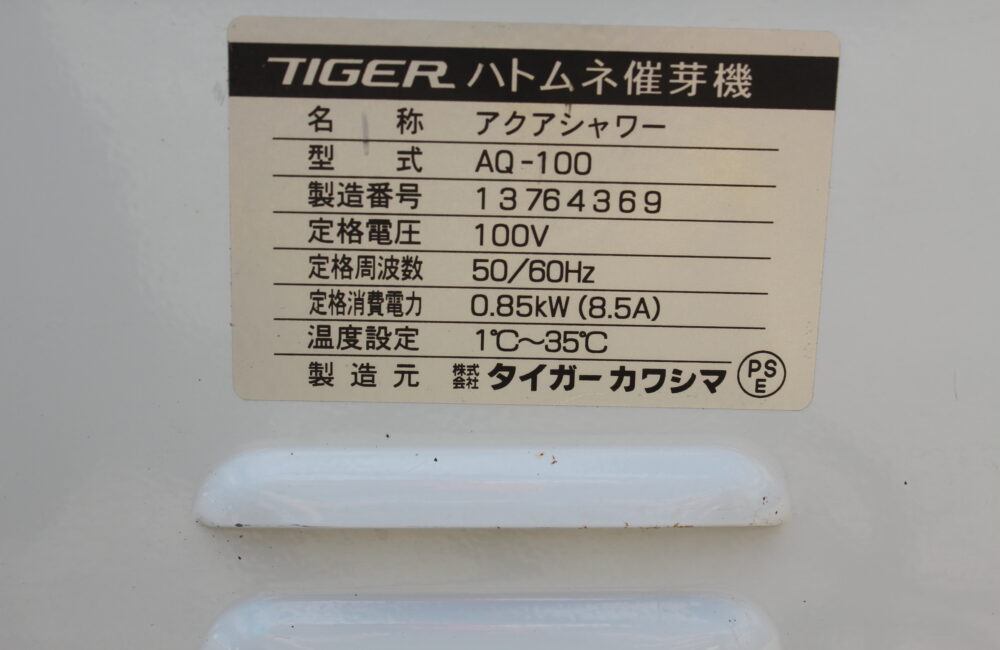 TIGER ハトムネ催芽機
名 称 アクアシャワー
型 式 AQ-100
製造番号 13764369
定格電圧 100V
定格周波数 50/60Hz
定格消費電力 0.85kW (8.5A)
温度設定 1℃～35℃
製造元 株式会社 タイガーカワシマ PSE